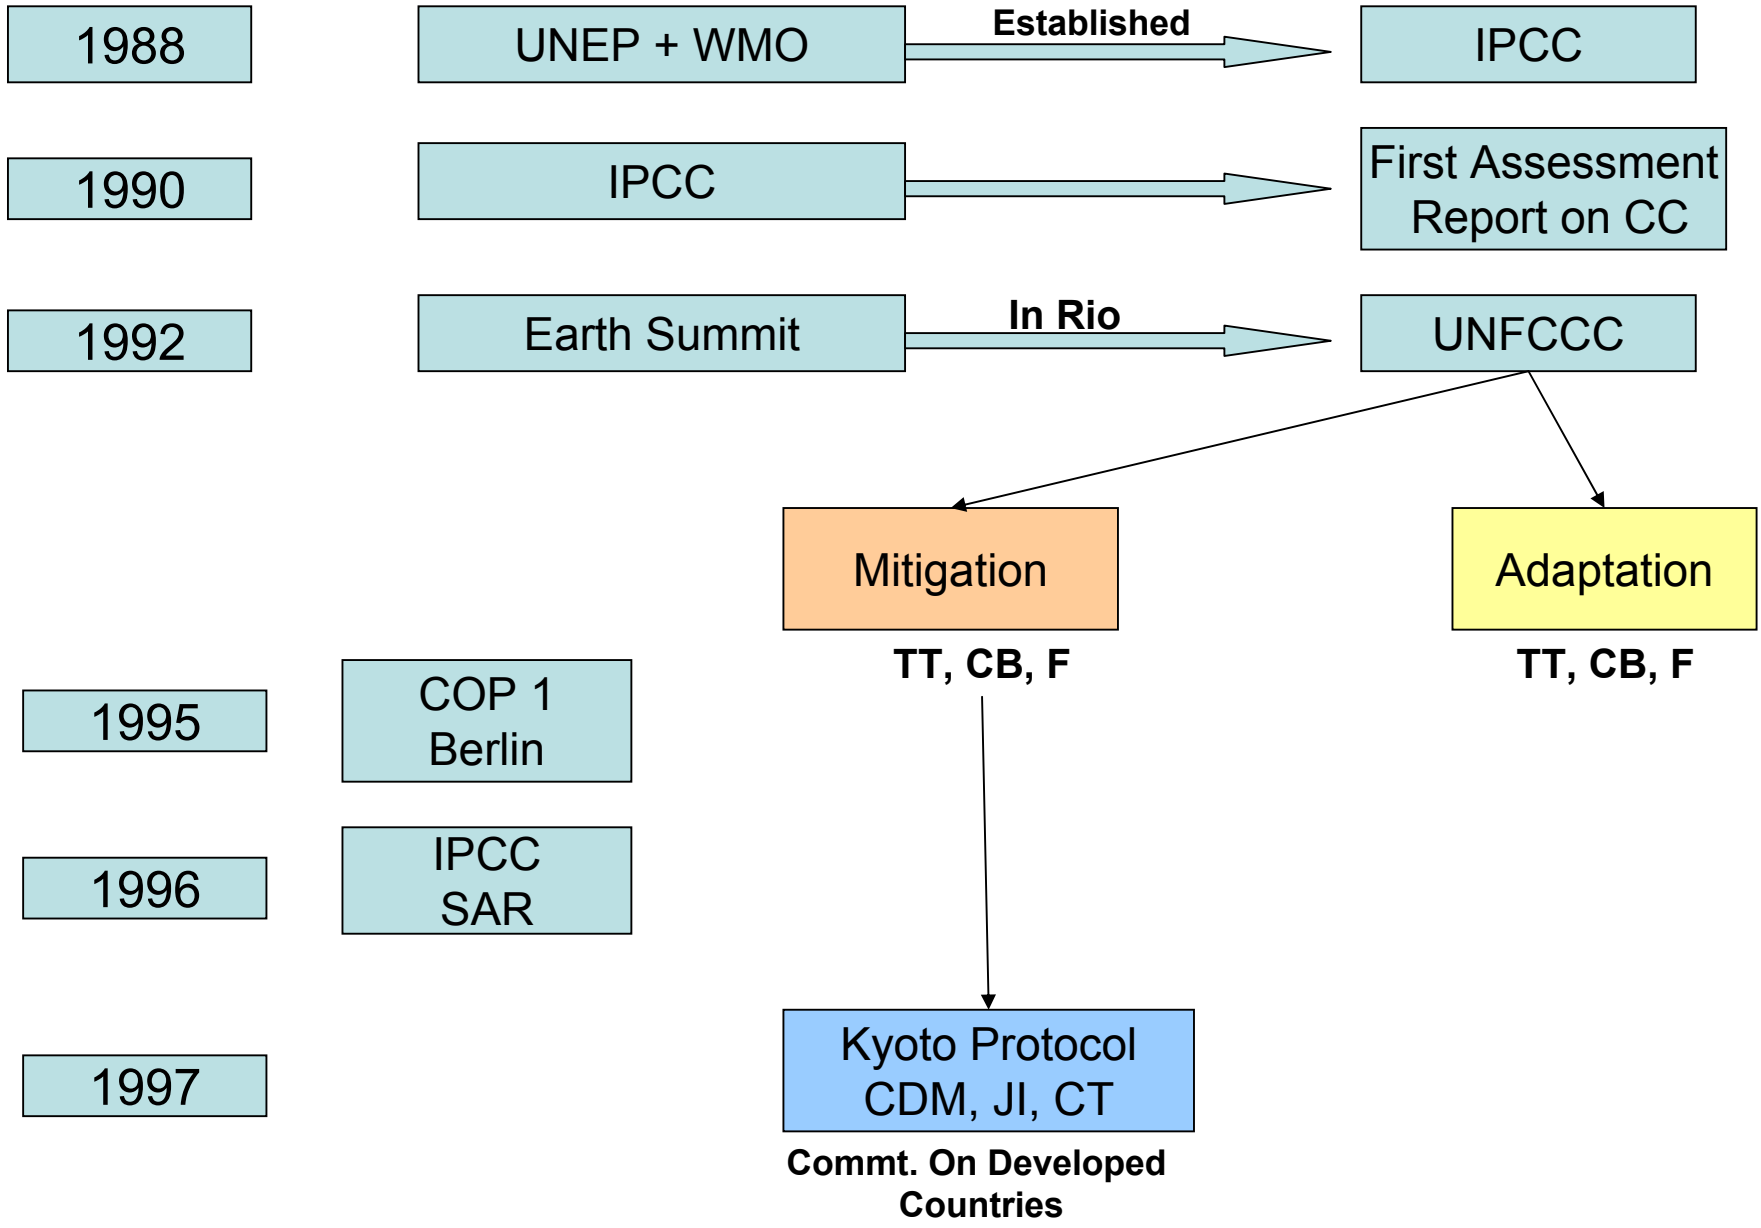 1988
UNEP + WMO
Established
IPCC
1990
IPCC
First Assessment
Report on CC
1992
Earth Summit
In Rio
UNFCCC
Mitigation
Adaptation
TT, CB, F
TT, CB, F
1995
COP 1
Berlin
1996
IPCC
SAR
1997
Kyoto Protocol
CDM, JI, CT
Commt. On Developed
Countries